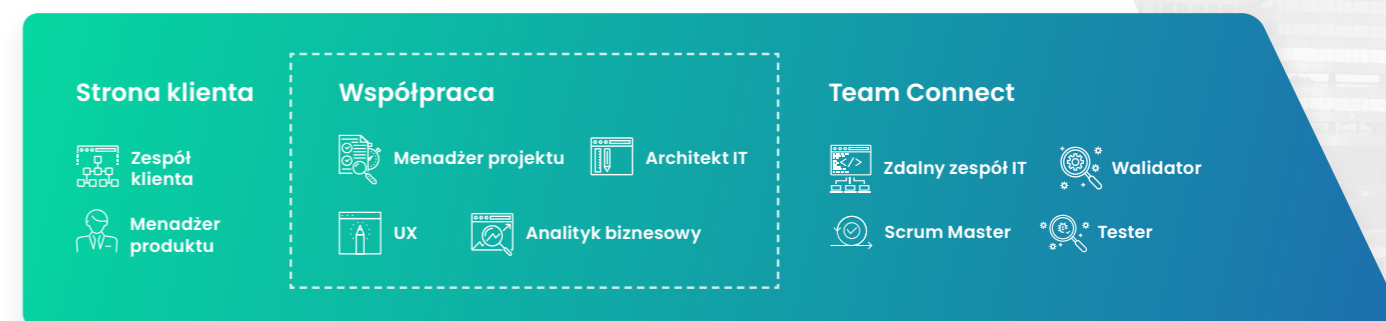 Strona klienta
Zespół
klienta
Menadżer
produktu
Współpraca
Menadżer projektu
Architekt IT
UX
Analityk biznesowy
Team Connect
Zdalny zespół IT
Walidator
Scrum Master
Tester